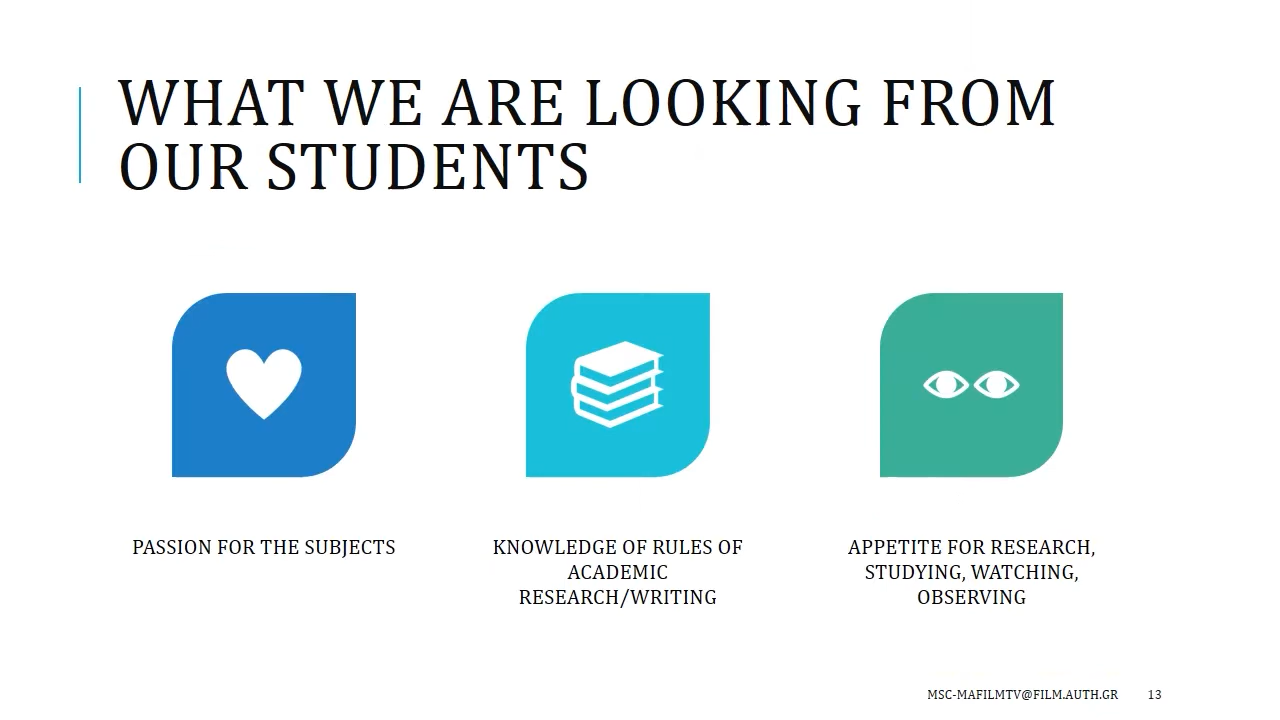 WHAT WE ARE LOOKING FROM
OUR STUDENTS
PASSION FOR THE SUBJECTS
KNOWLEDGE OF RULES OF
ACADEMIC
RESEARCH/WRITING
APPETITE FOR RESEARCH,
STUDYING, WATCHING,
OBSERVING
MSC-MAFILMTV@FILM.AUTH.GR 13